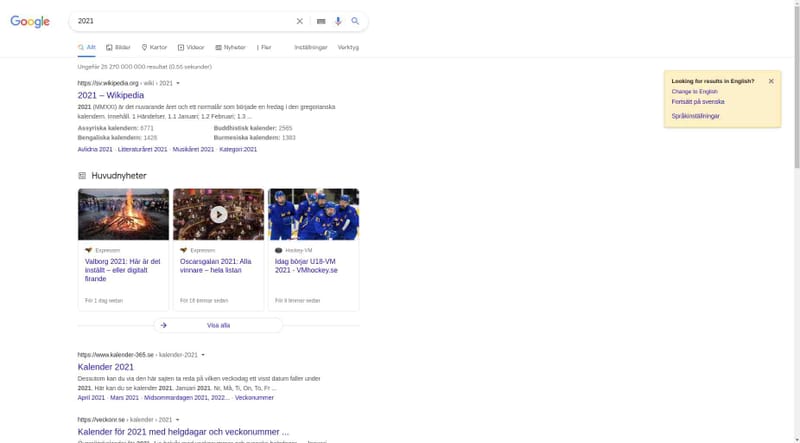 Google
2021
Allt
Bilder
Kartor
Videor
Nyheter
Fler
Inställningar
Verktyg
Ungefär 25 270 000 000 resultat (0,66 sekunder)
Looking for results in English?
Change to English
Fortsätt på svenska
Språkinställningar
https://sv.wikipedia.org › wiki › 2021
2021 – Wikipedia
2021 (MMXXI) är det nuvarande året och ett normalår som började en fredag i den gregorianska
kalendern. Innehåll. 1 Händelser. 1.1 Januari; 1.2 Februari; 1.3 ...
Assyriska kalendern: 6771
Buddhistisk kalender: 2565
Bengaliska kalendern: 1428
Burmesiska kalendern: 1383
Avlidna 2021 · Litteraturåret 2021 · Musikåret 2021 · Kategori:2021
Huvudnyheter
Expressen
Valborg 2021: Här är det
inställt – eller digitalt
firande
För 1 dag sedan
Expressen
Oscarsgalan 2021: Alla
vinnare – hela listan
För 16 timmar sedan
Hockey-VM
Idag börjar U18-VM
2021 - VMhockey.se
timmar sedan
Visa alla
https://www.kalender-365.se › kalender-2021
Kalender 2021
Dessutom kan du via den här sajten ta reda på vilken veckodag ett visst datum faller under
2021. Här kan du se kalender 2021. Januari 2021. Nr, Må, Ti, On, To, Fr ...
April 2021 · Mars 2021 · Midsommardagen 2021, 2022... · Veckonummer
https://veckonr.se › kalender › 2021
Kalender för 2021 med helgdagar och veckonummer ...